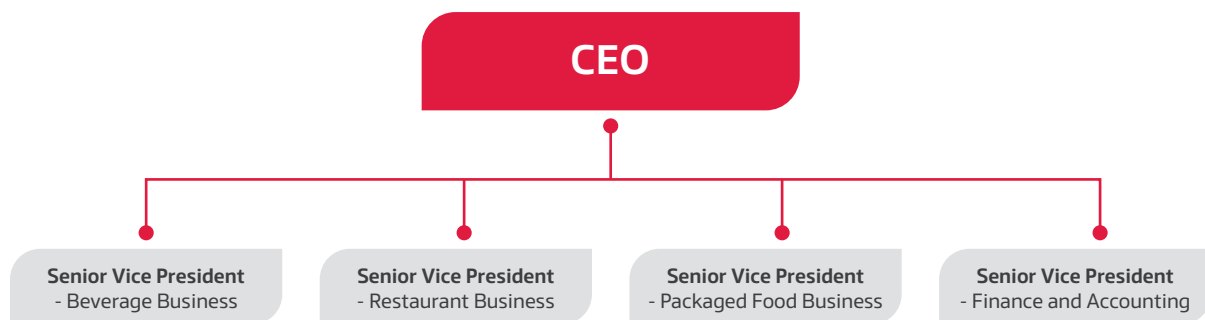 CEO
Senior Vice President
- Beverage Business
Senior Vice President
- Restaurant Business
Senior Vice President
- Packaged Food Business
Senior Vice President
- Finance and Accounting